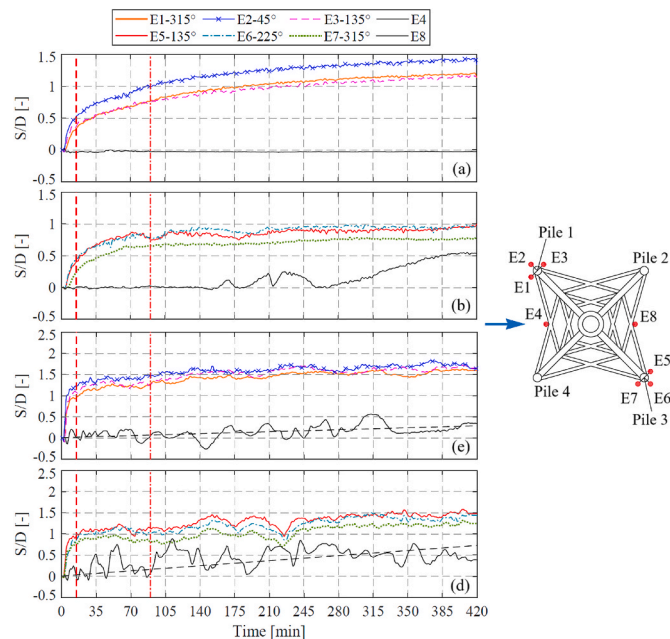 E1-315° E2-45° E3-135° E4
E5-135° E6-225° E7-315° E8
S/D [-]
1.5
1
0.5
0
-0.5
(a)
S/D [-]
1.5
1
0.5
0
-0.5
(b)
S/D [-]
2.5
2
1.5
1
0.5
0
-0.5
(e)
S/D [-]
2.5
2
1.5
1
0.5
0
-0.5
(d)
0 35 70 105 140 175 210 245 280 315 350 385 420
Time [min]
Pile 1
E2 E3
Pile 2
E1
E4
E8
E5
Pile 4
E7
E6
Pile 3